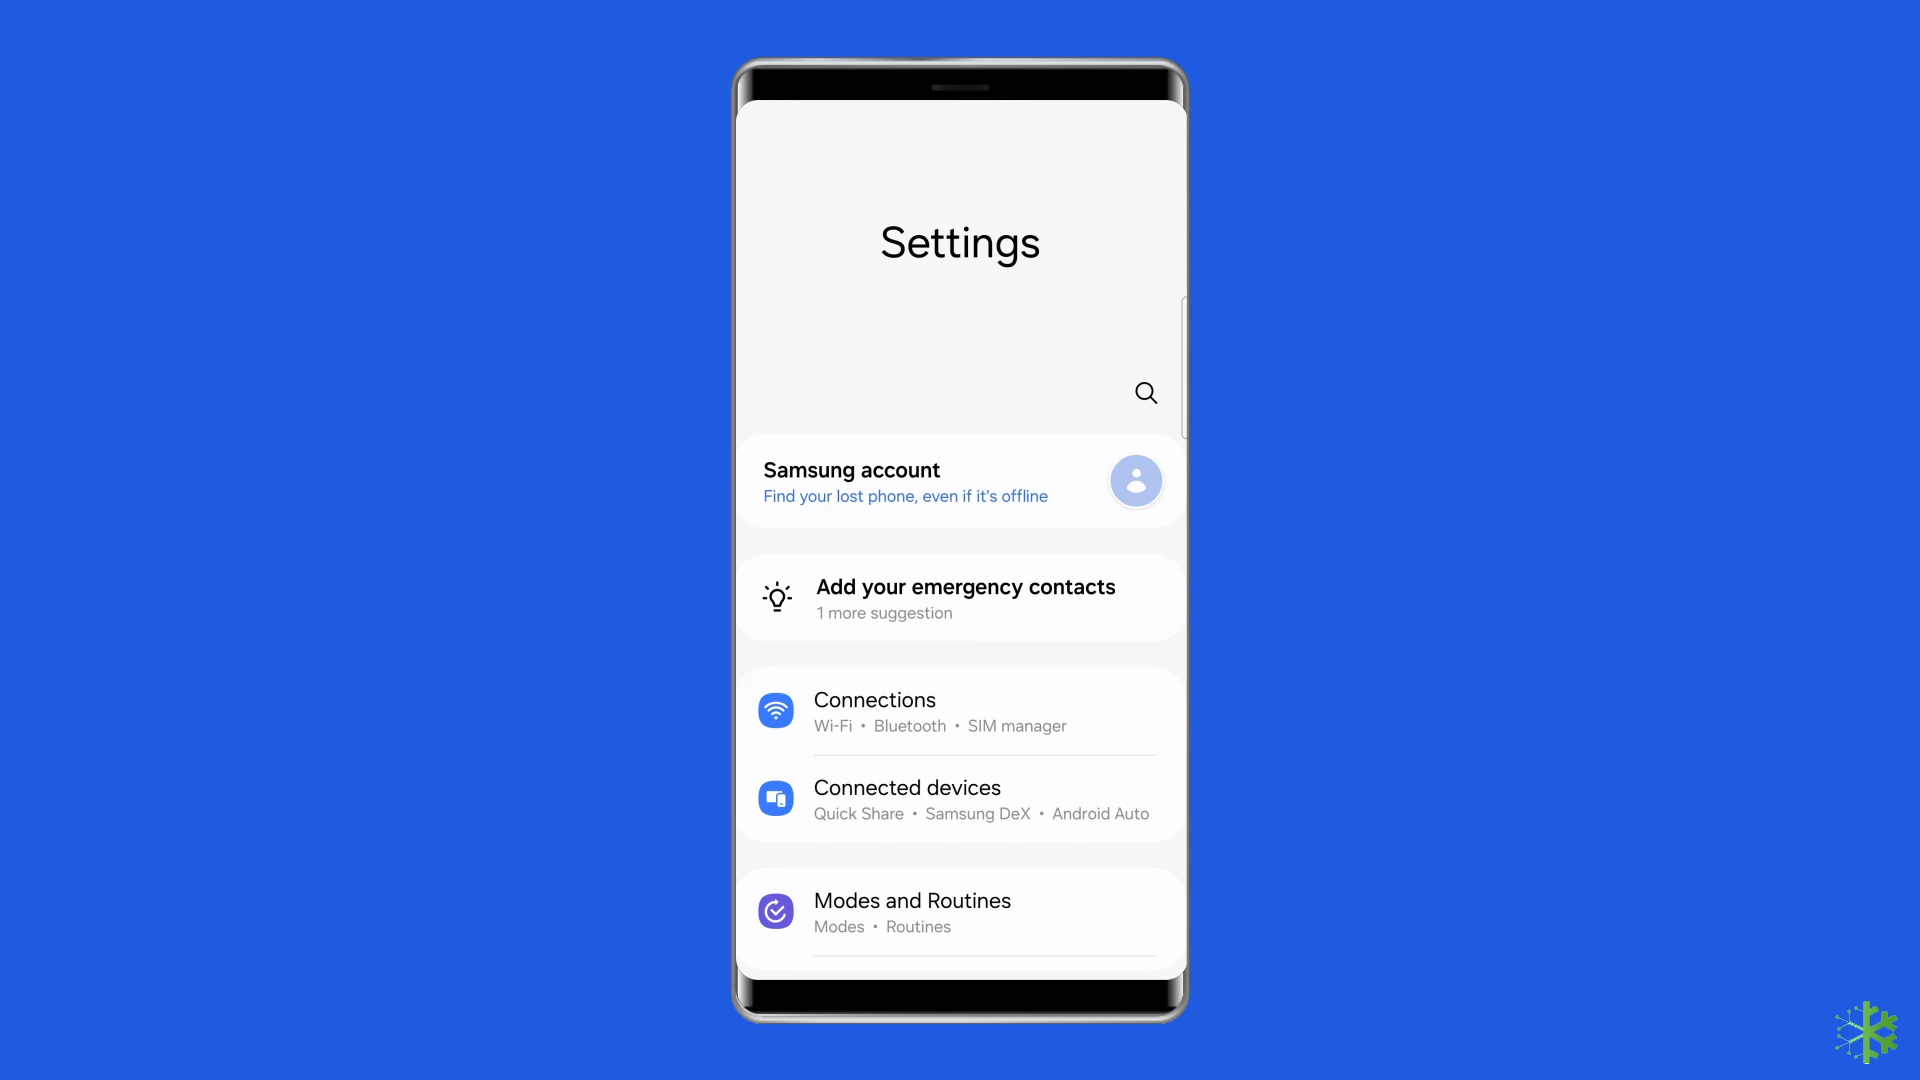 Settings
Samsung account
Find your lost phone, even if it's offline
Add your emergency contacts
1 more suggestion
Connections
Wi-Fi • Bluetooth • SIM manager
Connected devices
Quick Share • Samsung DeX • Android Auto
Modes and Routines
Modes • Routines